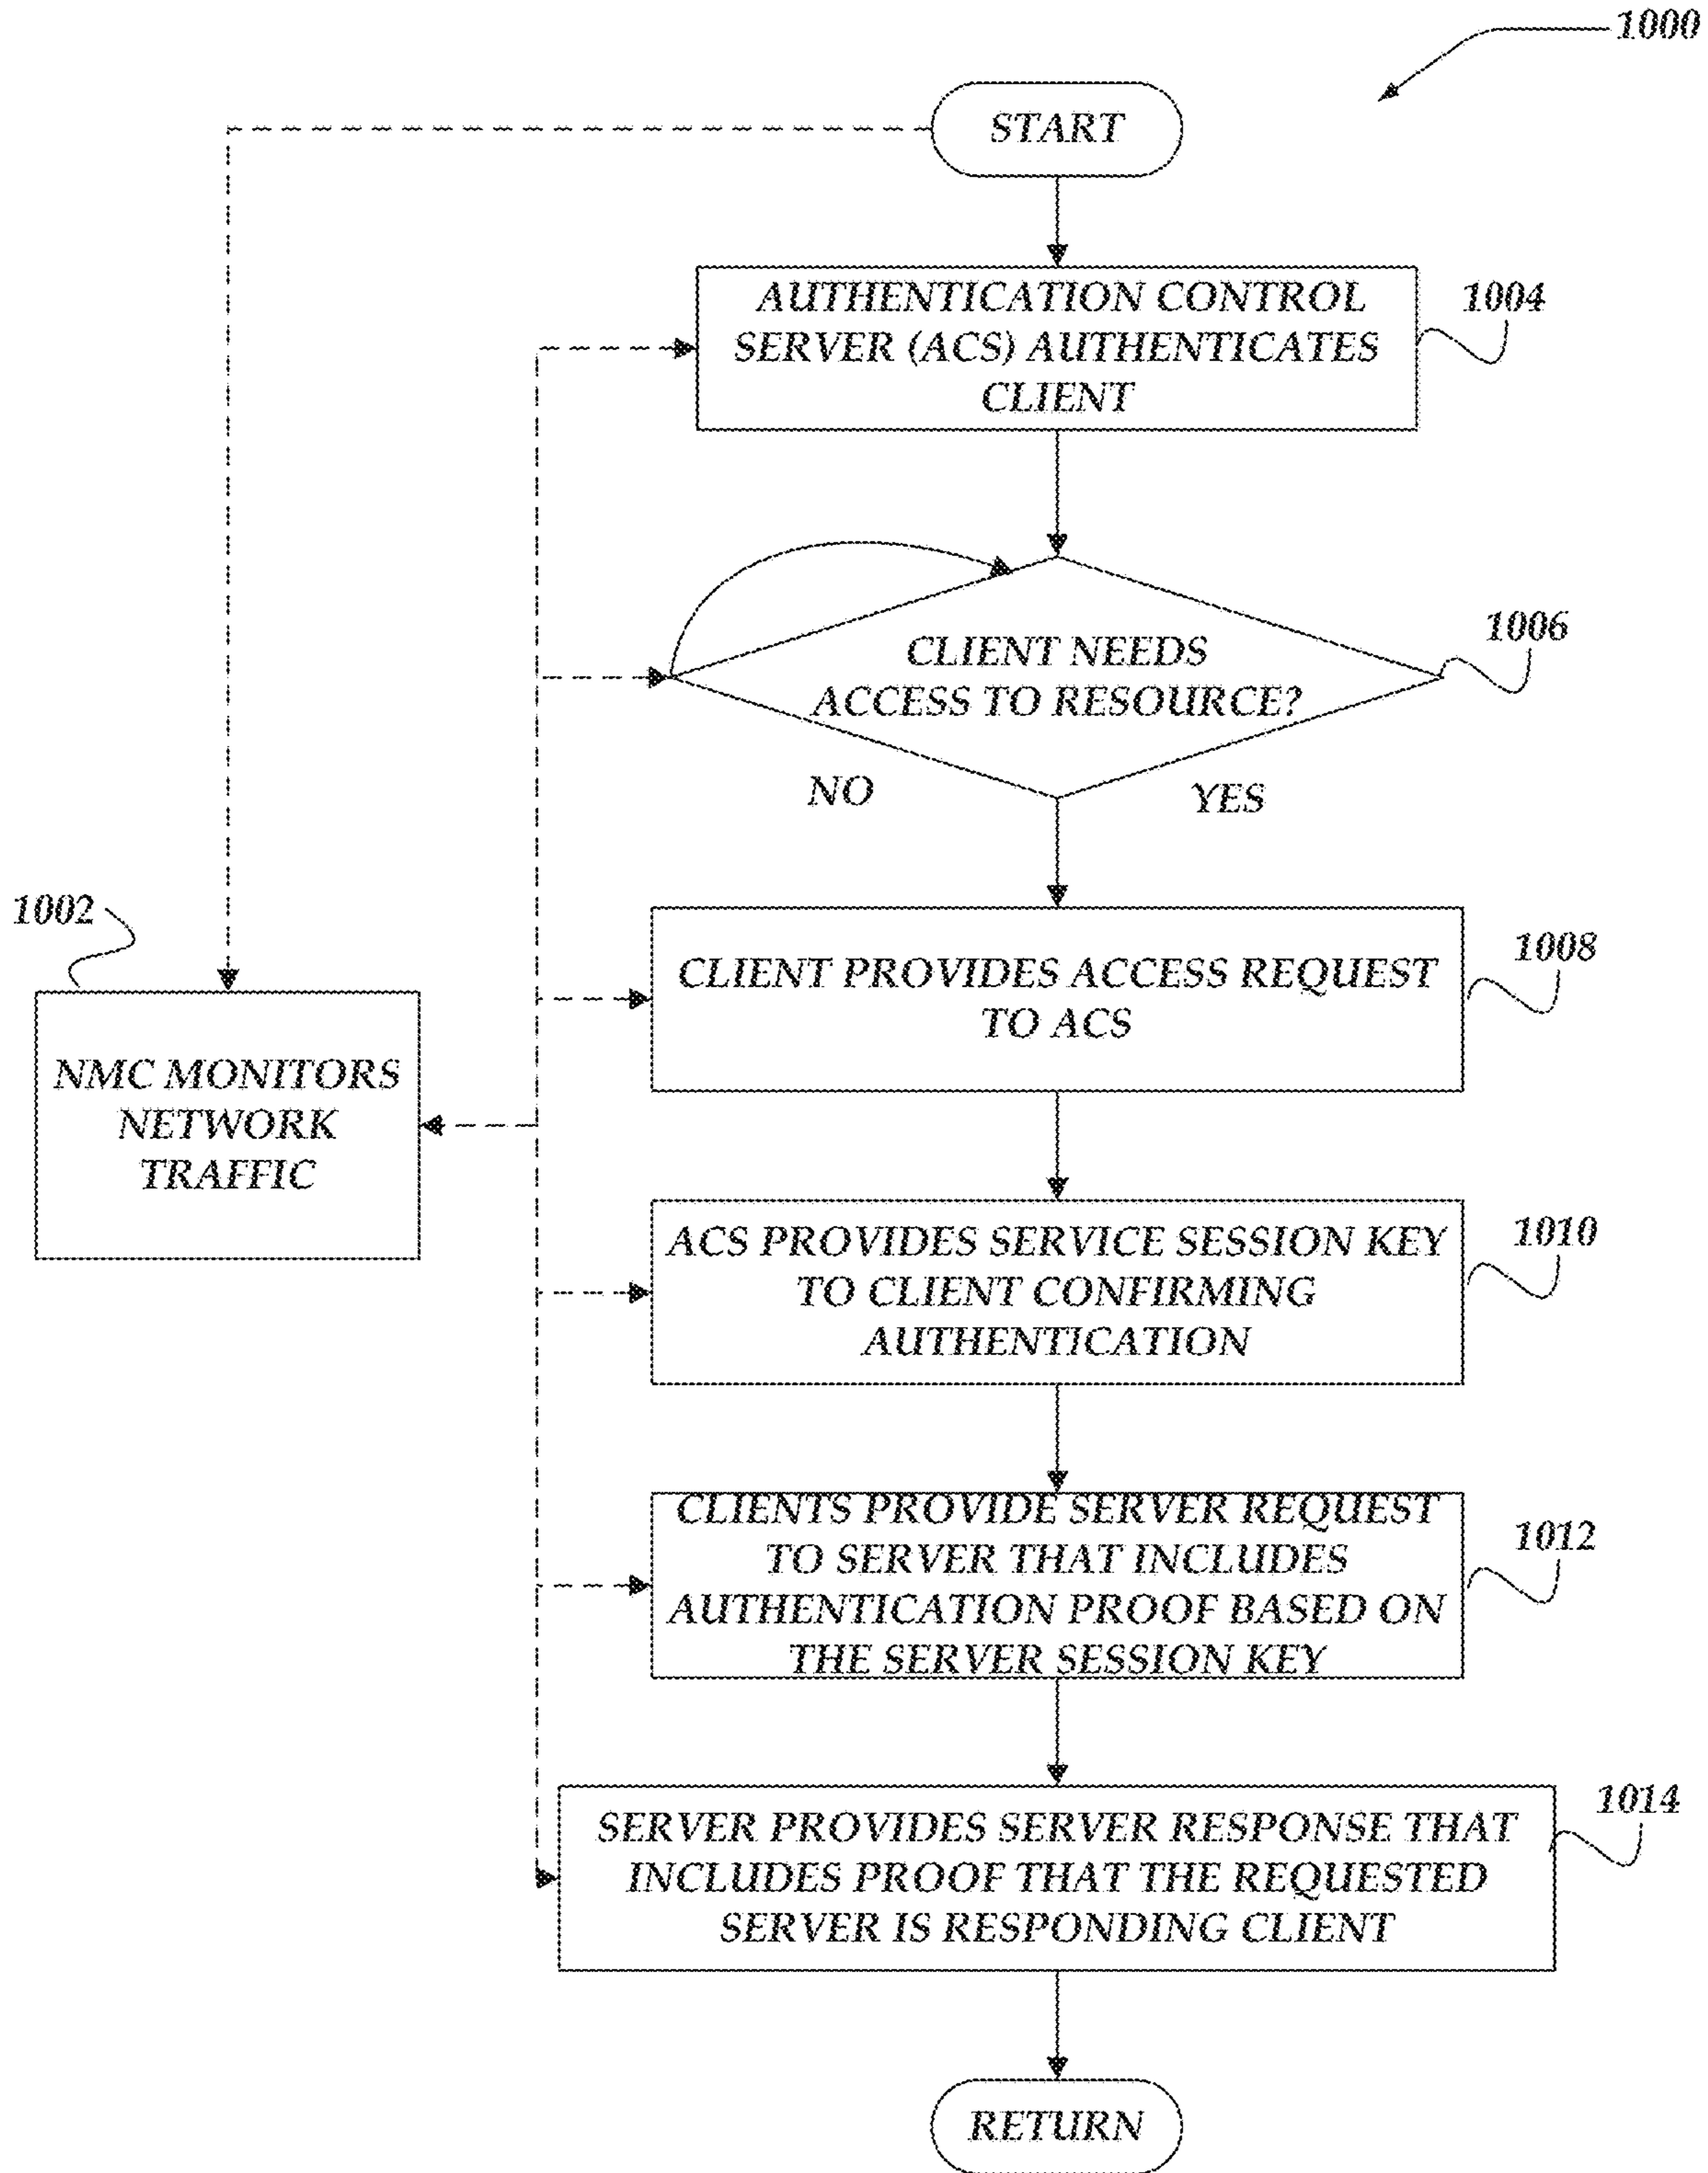 1000
START
AUTHENTICATION CONTROL
SERVER (ACS) AUTHENTICATES
CLIENT
1004
CLIENT NEEDS
ACCESS TO RESOURCE?
1006
NO
YES
1002
NMC MONITORS
NETWORK
TRAFFIC
CLIENT PROVIDES ACCESS REQUEST
TO ACS
1008
ACS PROVIDES SERVICE SESSION KEY
TO CLIENT CONFIRMING
AUTHENTICATION
1010
CLIENTS PROVIDE SERVER REQUEST
TO SERVER THAT INCLUDES
AUTHENTICATION PROOF BASED ON
THE SERVER SESSION KEY
1012
SERVER PROVIDES SERVER RESPONSE THAT
INCLUDES PROOF THAT THE REQUESTED
SERVER IS RESPONDING CLIENT
1014
RETURN